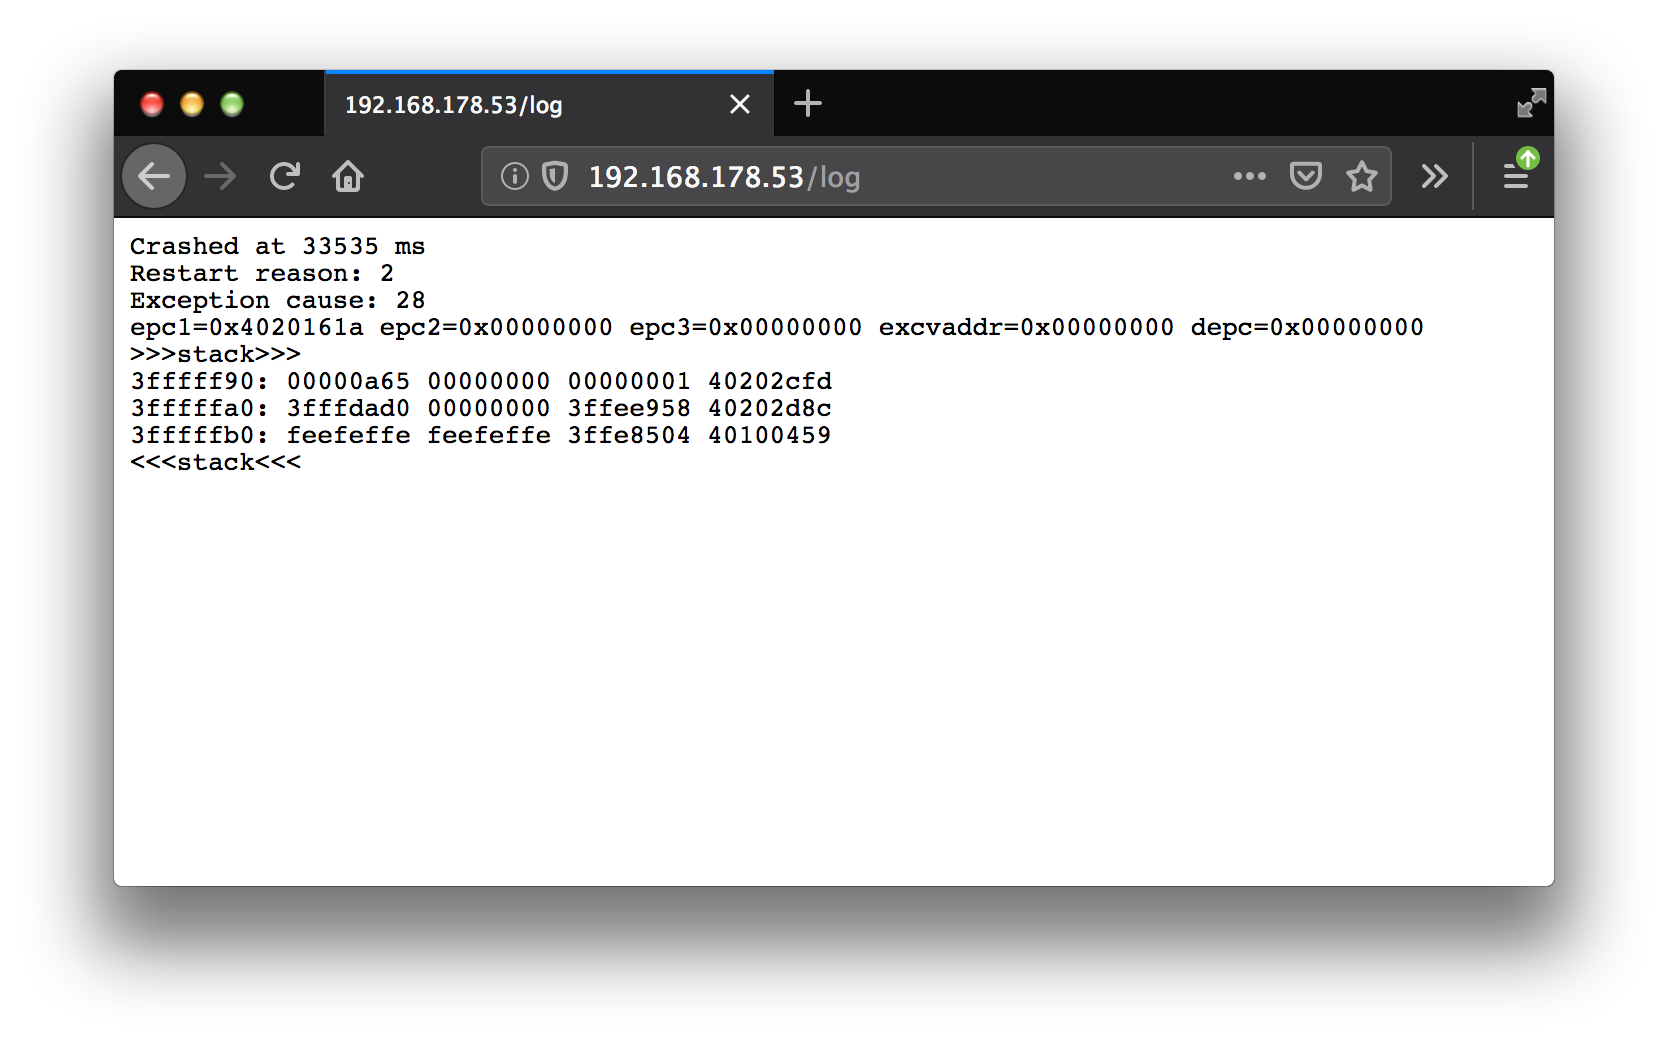 192.168.178.53/log
192.168.178.53/log
Crashed at 33535 ms
Restart reason: 2
Exception cause: 28
epc1=0x4020161a epc2=0x00000000 epc3=0x00000000 excvaddr=0x00000000 depc=0x00000000
>>>stack>>>
3fffff90: 00000a65 00000000 00000001 40202cfd
3fffffa0: 3fffdad0 00000000 3ffee958 40202d8c
3fffffb0: feefeffe feefeffe 3ffe8504 40100459
<<<stack<<<